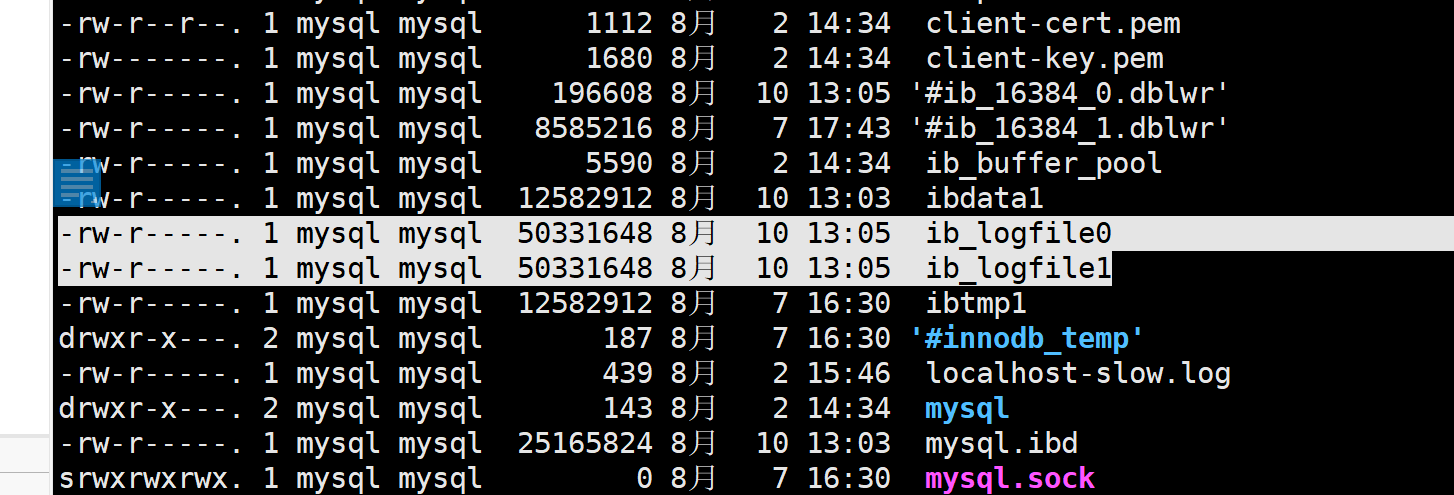 -rw-r--r--. 1 mysql mysql     1112 8月   2 14:34  client-cert.pem
-rw-------. 1 mysql mysql     1680 8月   2 14:34  client-key.pem
-rw-r-----. 1 mysql mysql   196608 8月  10 13:05 '#ib_16384_0.dblwr'
-rw-r-----. 1 mysql mysql  8585216 8月   7 17:43 '#ib_16384_1.dblwr'
-rw-r-----. 1 mysql mysql     5590 8月   2 14:34  ib_buffer_pool
-rw-r-----. 1 mysql mysql 12582912 8月  10 13:03  ibdata1
-rw-r-----. 1 mysql mysql 50331648 8月  10 13:05  ib_logfile0
-rw-r-----. 1 mysql mysql 50331648 8月  10 13:05  ib_logfile1
-rw-r-----. 1 mysql mysql 12582912 8月   7 16:30  ibtmp1
drwxr-x---. 2 mysql mysql      187 8月   7 16:30 '#innodb_temp'
-rw-r-----. 1 mysql mysql      439 8月   2 15:46  localhost-slow.log
drwxr-x---. 2 mysql mysql      143 8月   2 14:34  mysql
-rw-r-----. 1 mysql mysql 25165824 8月  10 13:03  mysql.ibd
srwxrwxrwx. 1 mysql mysql        0 8月   7 16:30  mysql.sock